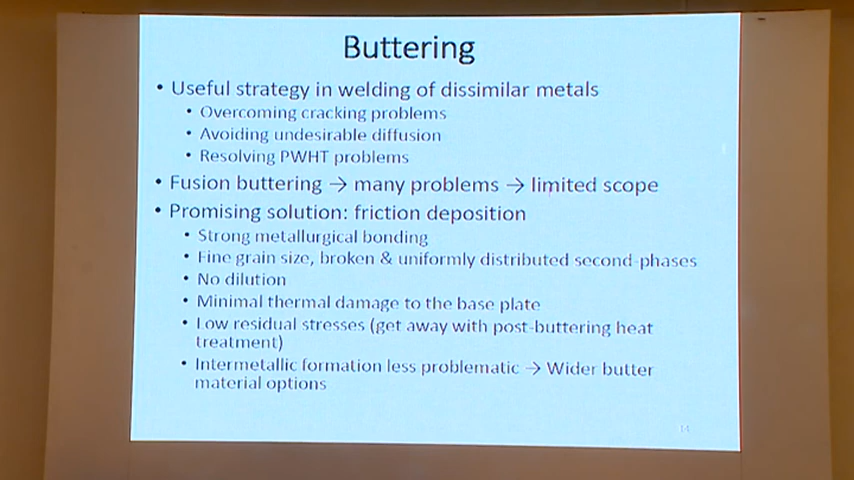 Buttering
• Useful strategy in welding of dissimilar metals
• Overcoming cracking problems
• Avoiding undesirable diffusion
• Resolving PWHT problems
• Fusion buttering → many problems → limited scope
• Promising solution: friction deposition
• Strong metallurgical bonding
• Fine grain size, broken & uniformly distributed second-phases
• No dilution
• Minimal thermal damage to the base plate
• Low residual stresses (get away with post-buttering heat
treatment)
• Intermetallic formation less problematic → Wider butter
material options
14